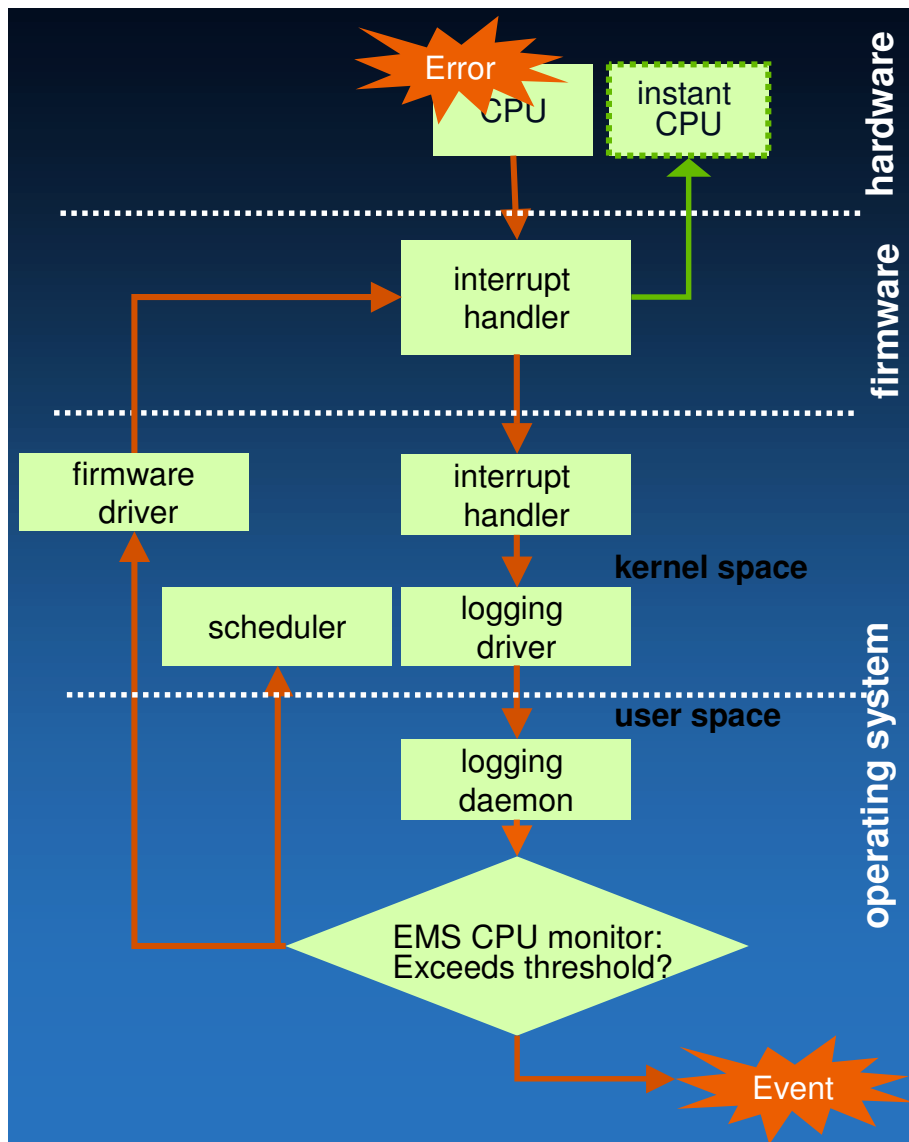 Error
CPU
instant
CPU
hardware
interrupt
handler
firmware
firmware
driver
interrupt
handler
kernel space
scheduler
logging
driver
operating system
user space
logging
daemon
EMS CPU monitor:
Exceeds threshold?
Event